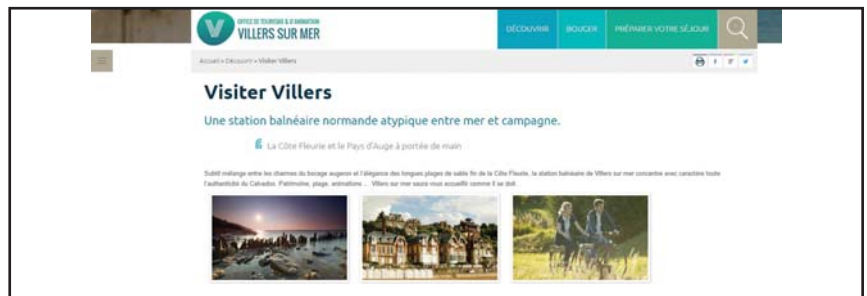 OFFICE DE TOURISME & D'ANIMATION
VILLERS SUR MER
DÉCOUVRIR
BOUGER
PRÉPARER VOTRE SÉJOUR
Accueil » Découvrir » Visiter Villers
Visiter Villers
Une station balnéaire normande atypique entre mer et campagne.
La Côte Fleurie et le Pays d'Auge à portée de main
Subtil mélange entre les charmes du bocage augeron et l'élégance des longues plages de sable fin de la Côte Fleurie, la station balnéaire de Villers sur mer concentre avec caractère toute
l'authenticité du Calvados. Patrimoine, plage, animations ... Villers sur mer saura vous accueillir comme il se doit